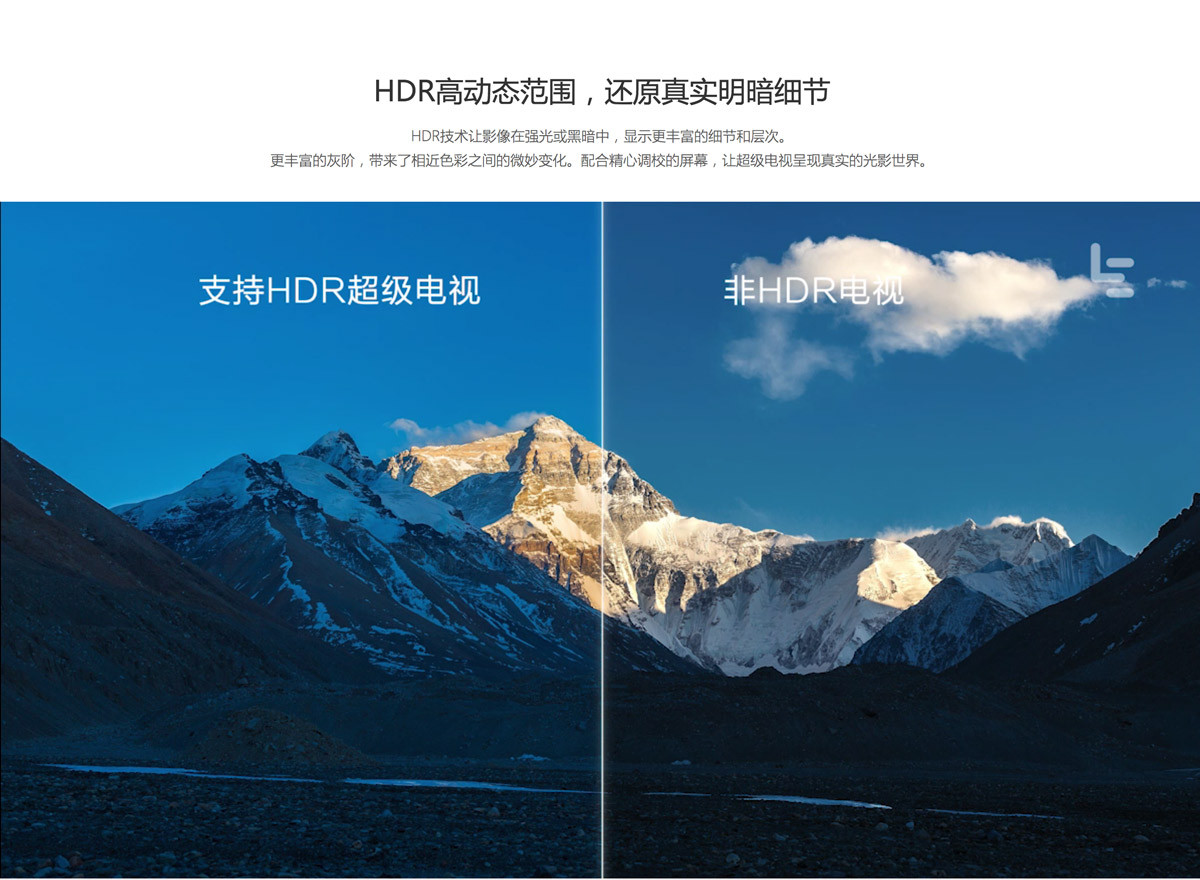 HDR高动态范围，还原真实明暗细节
HDR技术让影像在强光或黑暗中，显示更丰富的细节和层次。
更丰富的灰阶，带来了相近色彩之间的微妙变化。配合精心调校的屏幕，让超级电视呈现真实的光影世界。
支持HDR超级电视
非HDR电视